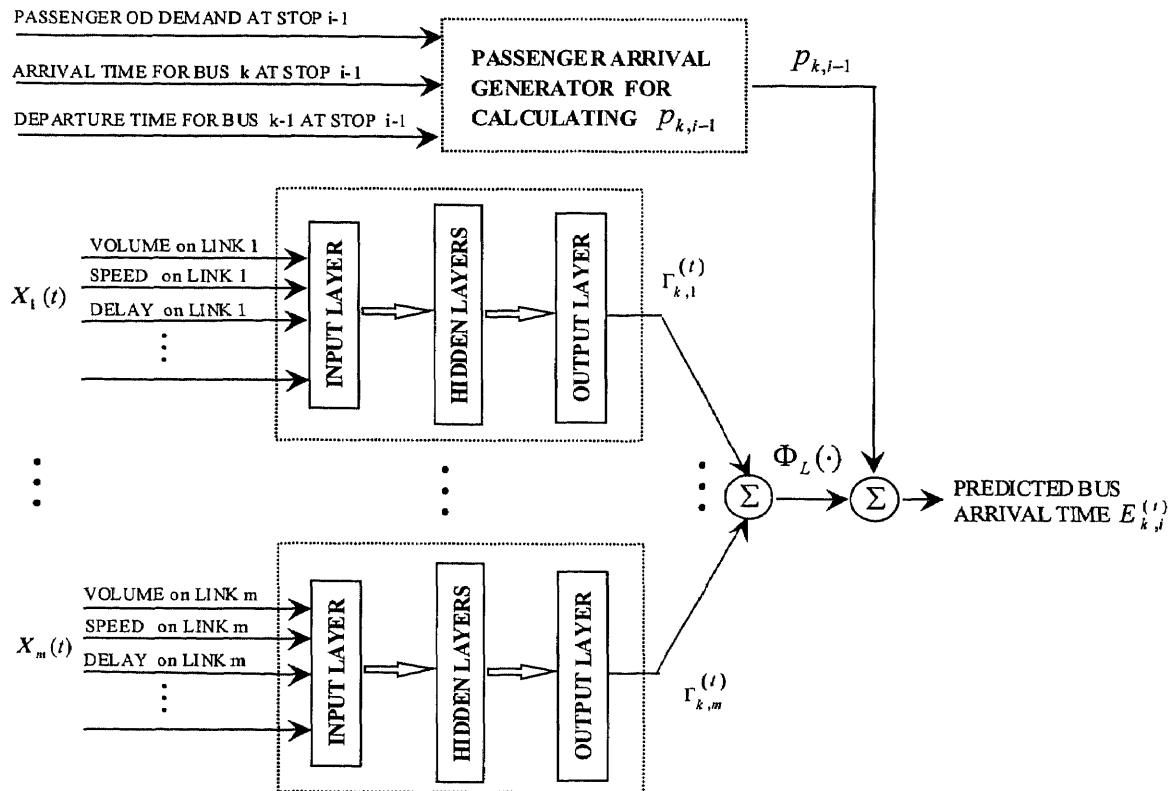 PASSENGER OD DEMAND AT STOP i-1
ARRIVAL TIME FOR BUS k AT STOP i-1
DEPARTURE TIME FOR BUS k-1 AT STOP i-1
PASSENGER ARRIVAL
GENERATOR FOR
CALCULATING p_{k,i-1}
p_{k,i-1}
X_1(t)
VOLUME on LINK 1
SPEED on LINK 1
DELAY on LINK 1
INPUT LAYER
HIDDEN LAYERS
OUTPUT LAYER
Γ_{k,1}^{(t)}
Φ_L(·)
Σ
Σ
PREDICTED BUS
ARRIVAL TIME E_{k,i}^{(t)}
X_m(t)
VOLUME on LINK m
SPEED on LINK m
DELAY on LINK m
INPUT LAYER
HIDDEN LAYERS
OUTPUT LAYER
Γ_{k,m}^{(t)}